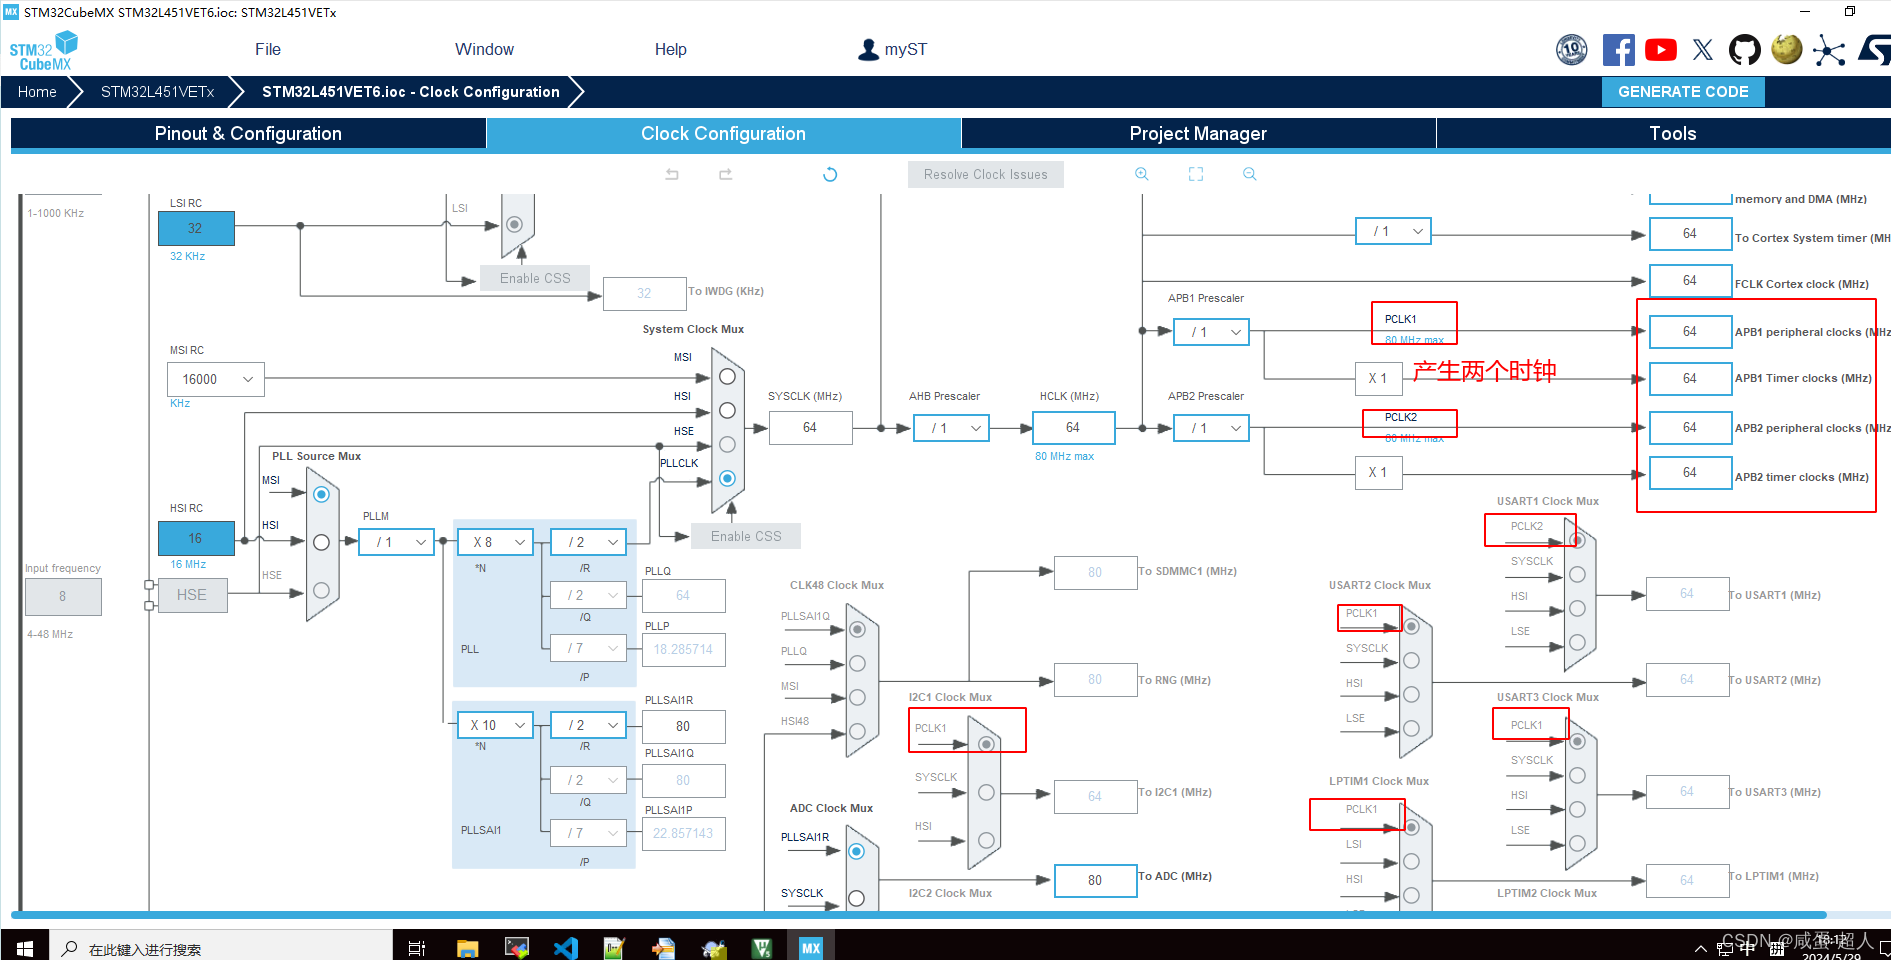 STM32CubeMX STM32L451VET6.ioc: STM32L451VETx
STM32
CubeMX
File
Window
Help
myST
Home
STM32L451VETx
STM32L451VET6.ioc - Clock Configuration
GENERATE CODE
Pinout & Configuration
Clock Configuration
Project Manager
Tools
Resolve Clock Issues
1-1000 KHz
LSI RC
32
32 KHz
LSI
Enable CSS
32
To IWDG (KHz)
memory and DMA (MHz)
/ 1
64
To Cortex System timer (MH
64
FCLK Cortex clock (MHz)
APB1 Prescaler
/ 1
PCLK1
80 MHz max
64
APB1 peripheral clocks (MHz
X 1
产生两个时钟
64
APB1 Timer clocks (MHz)
System Clock Mux
MSI RC
16000
KHz
MSI
HSI
HSE
PLLCLK
SYSCLK (MHz)
64
AHB Prescaler
/ 1
HCLK (MHz)
64
80 MHz max
APB2 Prescaler
/ 1
PCLK2
80 MHz max
64
APB2 peripheral clocks (MHz
X 1
64
APB2 timer clocks (MHz)
Enable CSS
PLL Source Mux
MSI
HSI RC
16
16 MHz
HSI
HSE
Input frequency
8
4-48 MHz
HSE
PLLM
/ 1
X 8
*N
/ 2
/R
/ 2
/Q
/ 7
/P
PLL
PLLQ
64
PLLP
18.285714
X 10
*N
/ 2
/R
/ 2
/Q
/ 7
/P
PLLSAI1
PLLSAI1R
80
PLLSAI1Q
80
PLLSAI1P
22.857143
CLK48 Clock Mux
PLLSAI1Q
PLLQ
MSI
HSI48
80
To SDMMC1 (MHz)
80
To RNG (MHz)
I2C1 Clock Mux
PCLK1
SYSCLK
HSI
64
To I2C1 (MHz)
ADC Clock Mux
PLLSAI1R
SYSCLK
80
To ADC (MHz)
I2C2 Clock Mux
USART1 Clock Mux
PCLK2
SYSCLK
HSI
LSE
64
To USART1 (MHz)
USART2 Clock Mux
PCLK1
SYSCLK
HSI
LSE
64
To USART2 (MHz)
USART3 Clock Mux
PCLK1
SYSCLK
HSI
LSE
64
To USART3 (MHz)
LPTIM1 Clock Mux
PCLK1
LSI
HSI
64
To LPTIM1 (MHz)
LPTIM2 Clock Mux
在此键入进行搜索
MX
中
2024/5/29
CSDN @咸蛋-超人